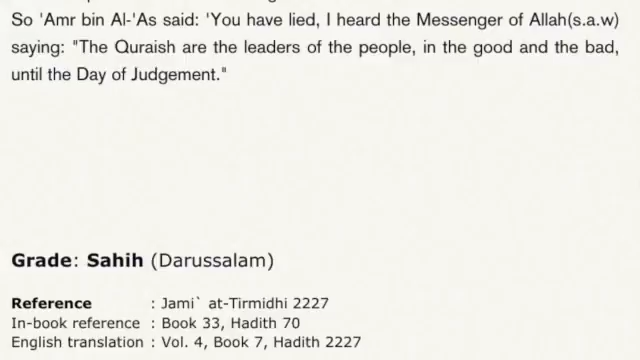 So 'Amr bin Al-'As said: 'You have lied, I heard the Messenger of Allah(s.a.w)
saying: "The Quraish are the leaders of the people, in the good and the bad,
until the Day of Judgement."
Grade: Sahih (Darussalam)
Reference : Jami` at-Tirmidhi 2227
In-book reference : Book 33, Hadith 70
English translation : Vol. 4, Book 7, Hadith 2227